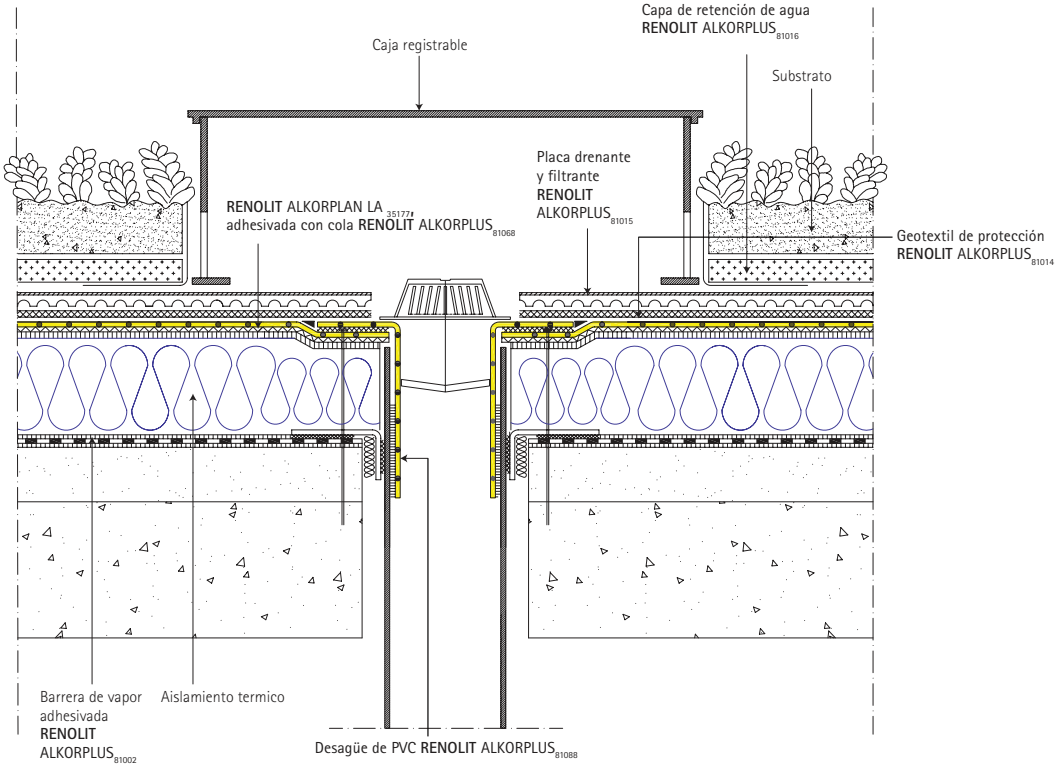 Capa de retención de agua
RENOLIT ALKORPLUS81016
Caja registrable
Substrato
Placa drenante
y filtrante
RENOLIT
ALKORPLUS81015
RENOLIT ALKORPLAN LA 35177,
adhesivada con cola RENOLIT ALKORPLUS81068
Geotextil de protección
RENOLIT ALKORPLUS81014
Barrera de vapor
adhesivada
RENOLIT
ALKORPLUS81002
Aislamiento termico
Desagüe de PVC RENOLIT ALKORPLUS81088